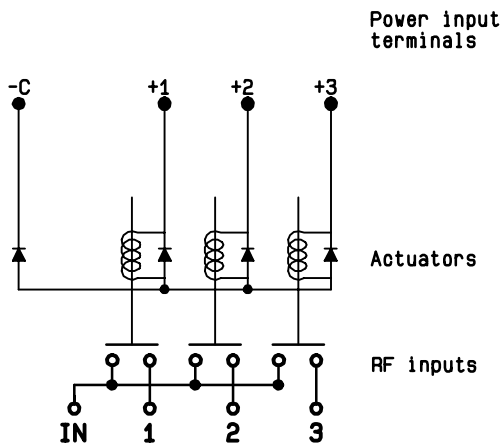 Power input
terminals
-C +1 +2 +3
Actuators
RF inputs
IN 1 2 3